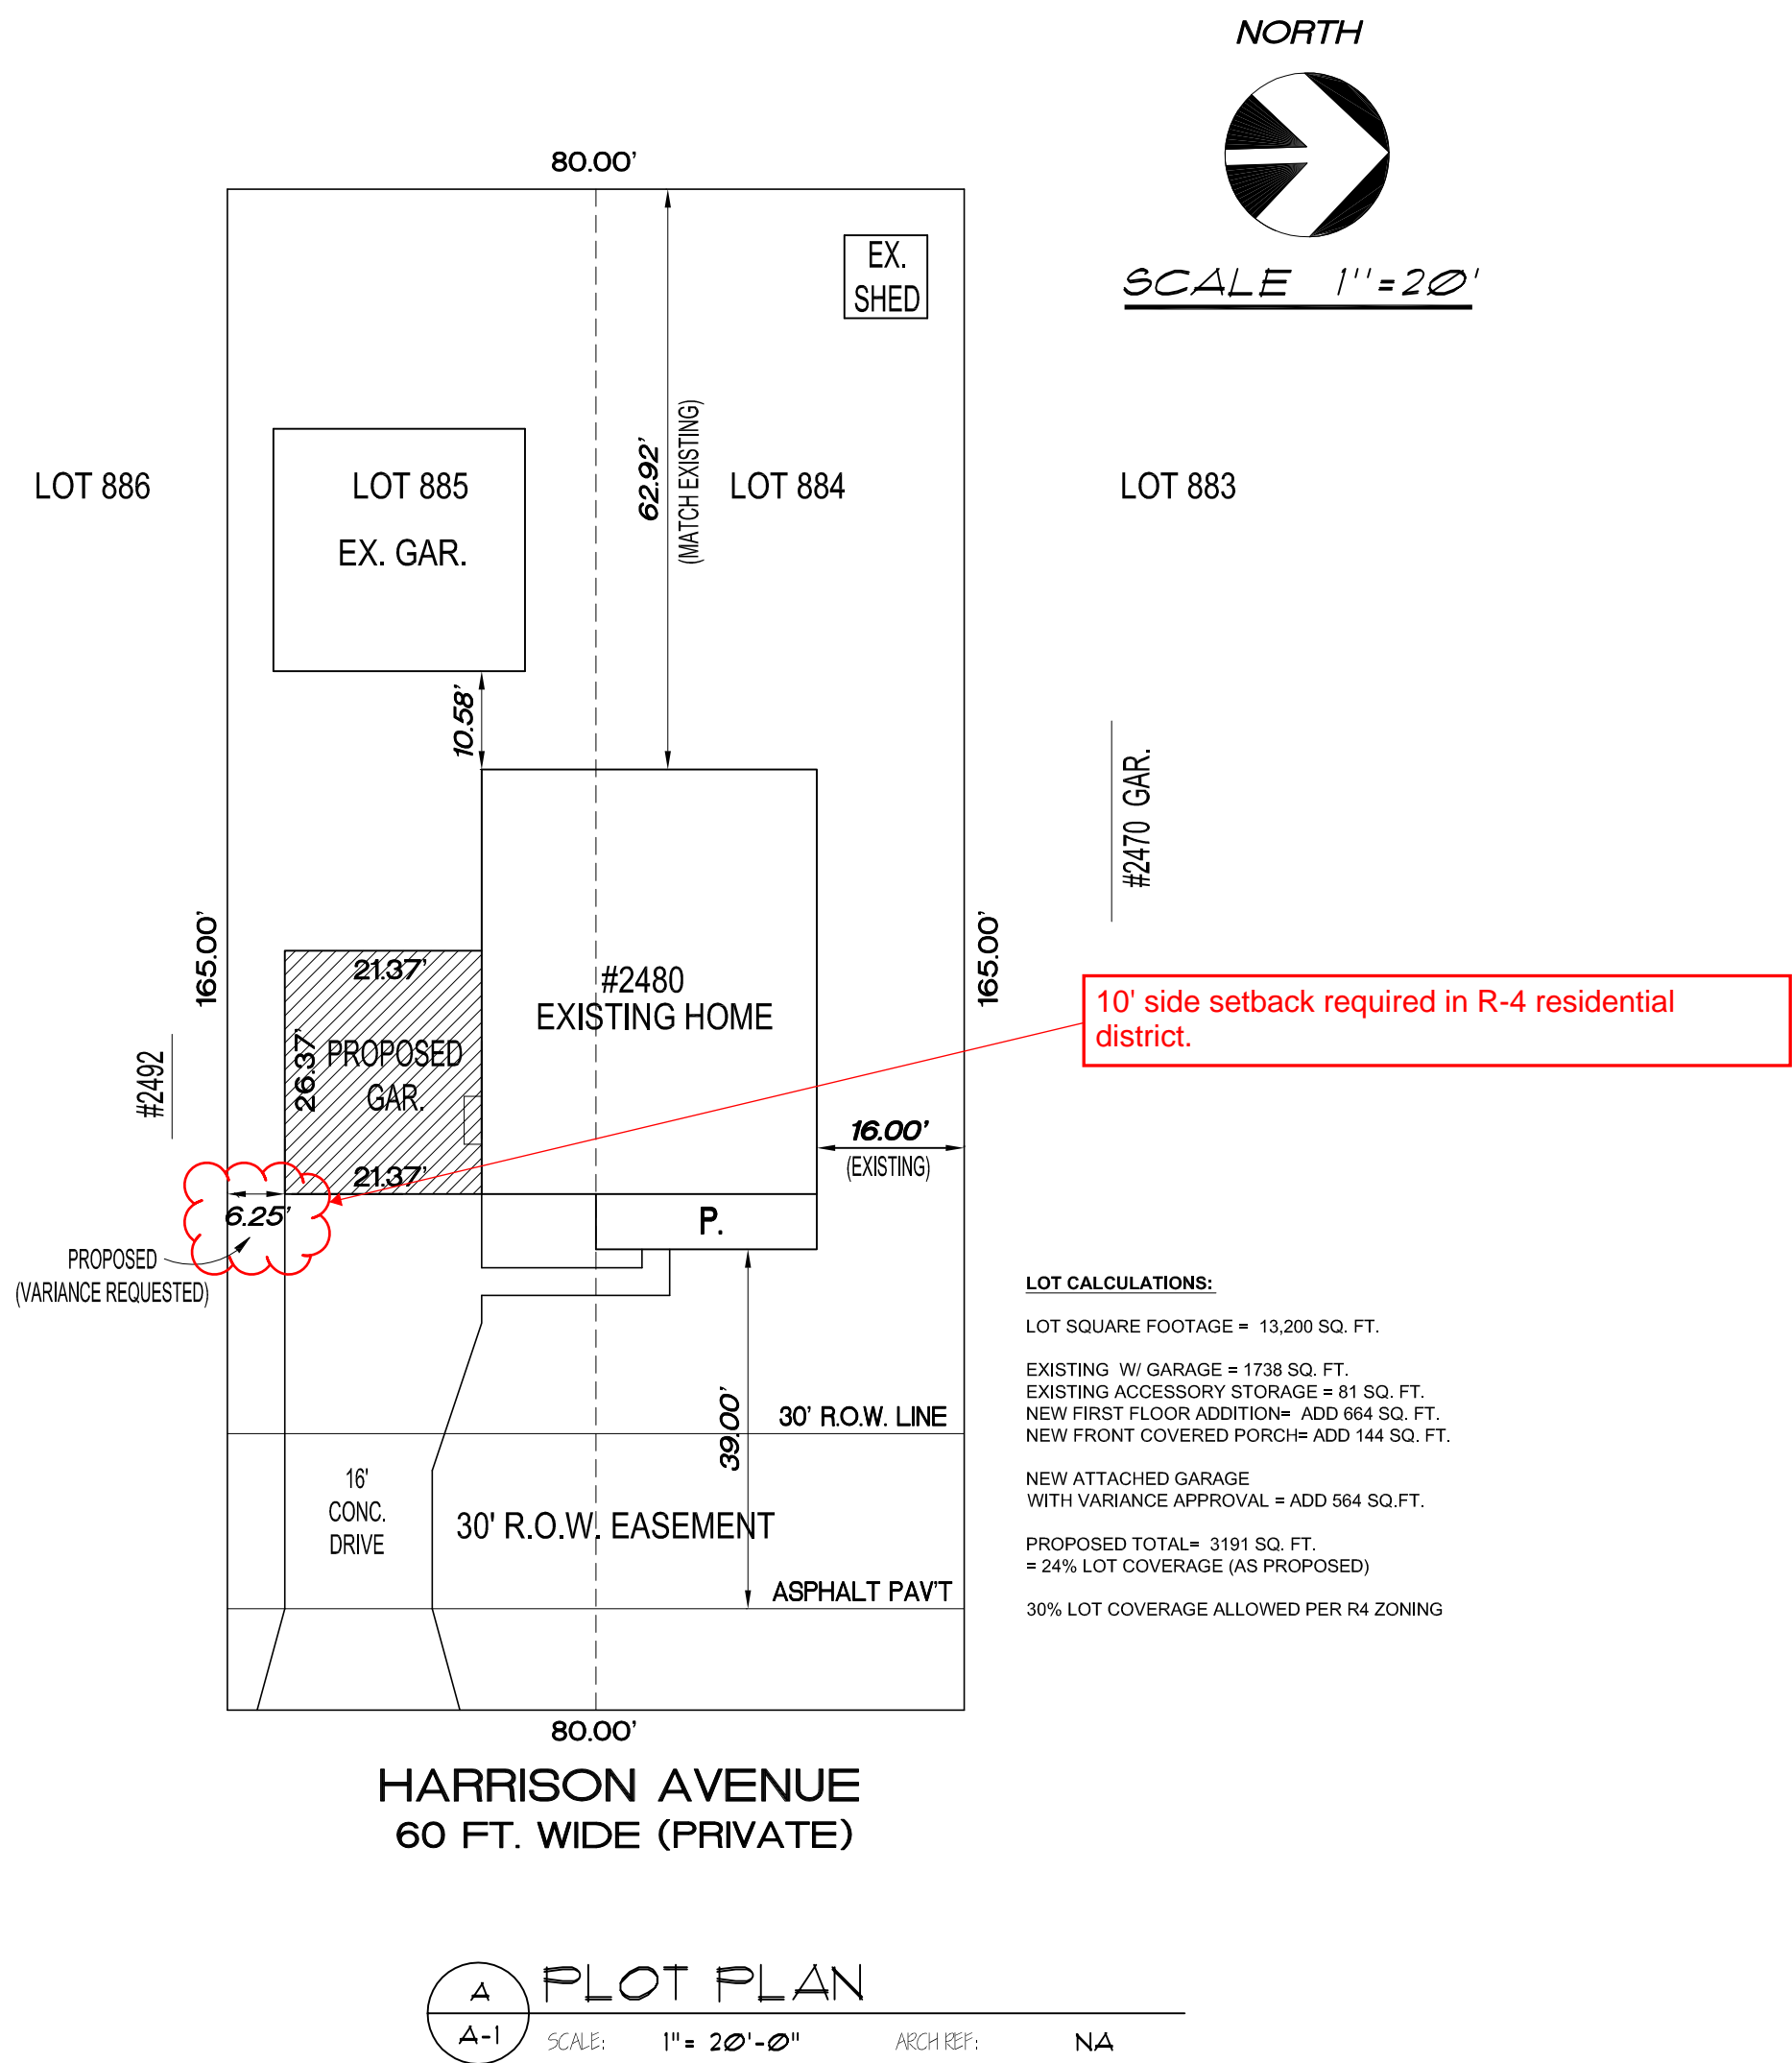 NORTH
SCALE 1''=20'
80.00'
EX.
SHED
62.92'
(MATCH EXISTING)
LOT 886
LOT 885
LOT 884
LOT 883
EX. GAR.
10.58'
#2470 GAR.
165.00'
165.00'
21.37'
#2480
EXISTING HOME
10' side setback required in R-4 residential
district.
26.37'
PROPOSED
GAR.
#2492
16.00'
(EXISTING)
21.37'
6.25'
P.
PROPOSED
(VARIANCE REQUESTED)
39.00'
30' R.O.W. LINE
16'
CONC.
DRIVE
30' R.O.W. EASEMENT
ASPHALT PAV'T
LOT CALCULATIONS:
LOT SQUARE FOOTAGE = 13,200 SQ. FT.
EXISTING W/ GARAGE = 1738 SQ. FT.
EXISTING ACCESSORY STORAGE = 81 SQ. FT.
NEW FIRST FLOOR ADDITION= ADD 664 SQ. FT.
NEW FRONT COVERED PORCH= ADD 144 SQ. FT.
NEW ATTACHED GARAGE
WITH VARIANCE APPROVAL = ADD 564 SQ.FT.
PROPOSED TOTAL= 3191 SQ. FT.
= 24% LOT COVERAGE (AS PROPOSED)
30% LOT COVERAGE ALLOWED PER R4 ZONING
80.00'
HARRISON AVENUE
60 FT. WIDE (PRIVATE)
A
A-1
PLOT PLAN
SCALE: 1"= 20'-0" ARCH REF: NA